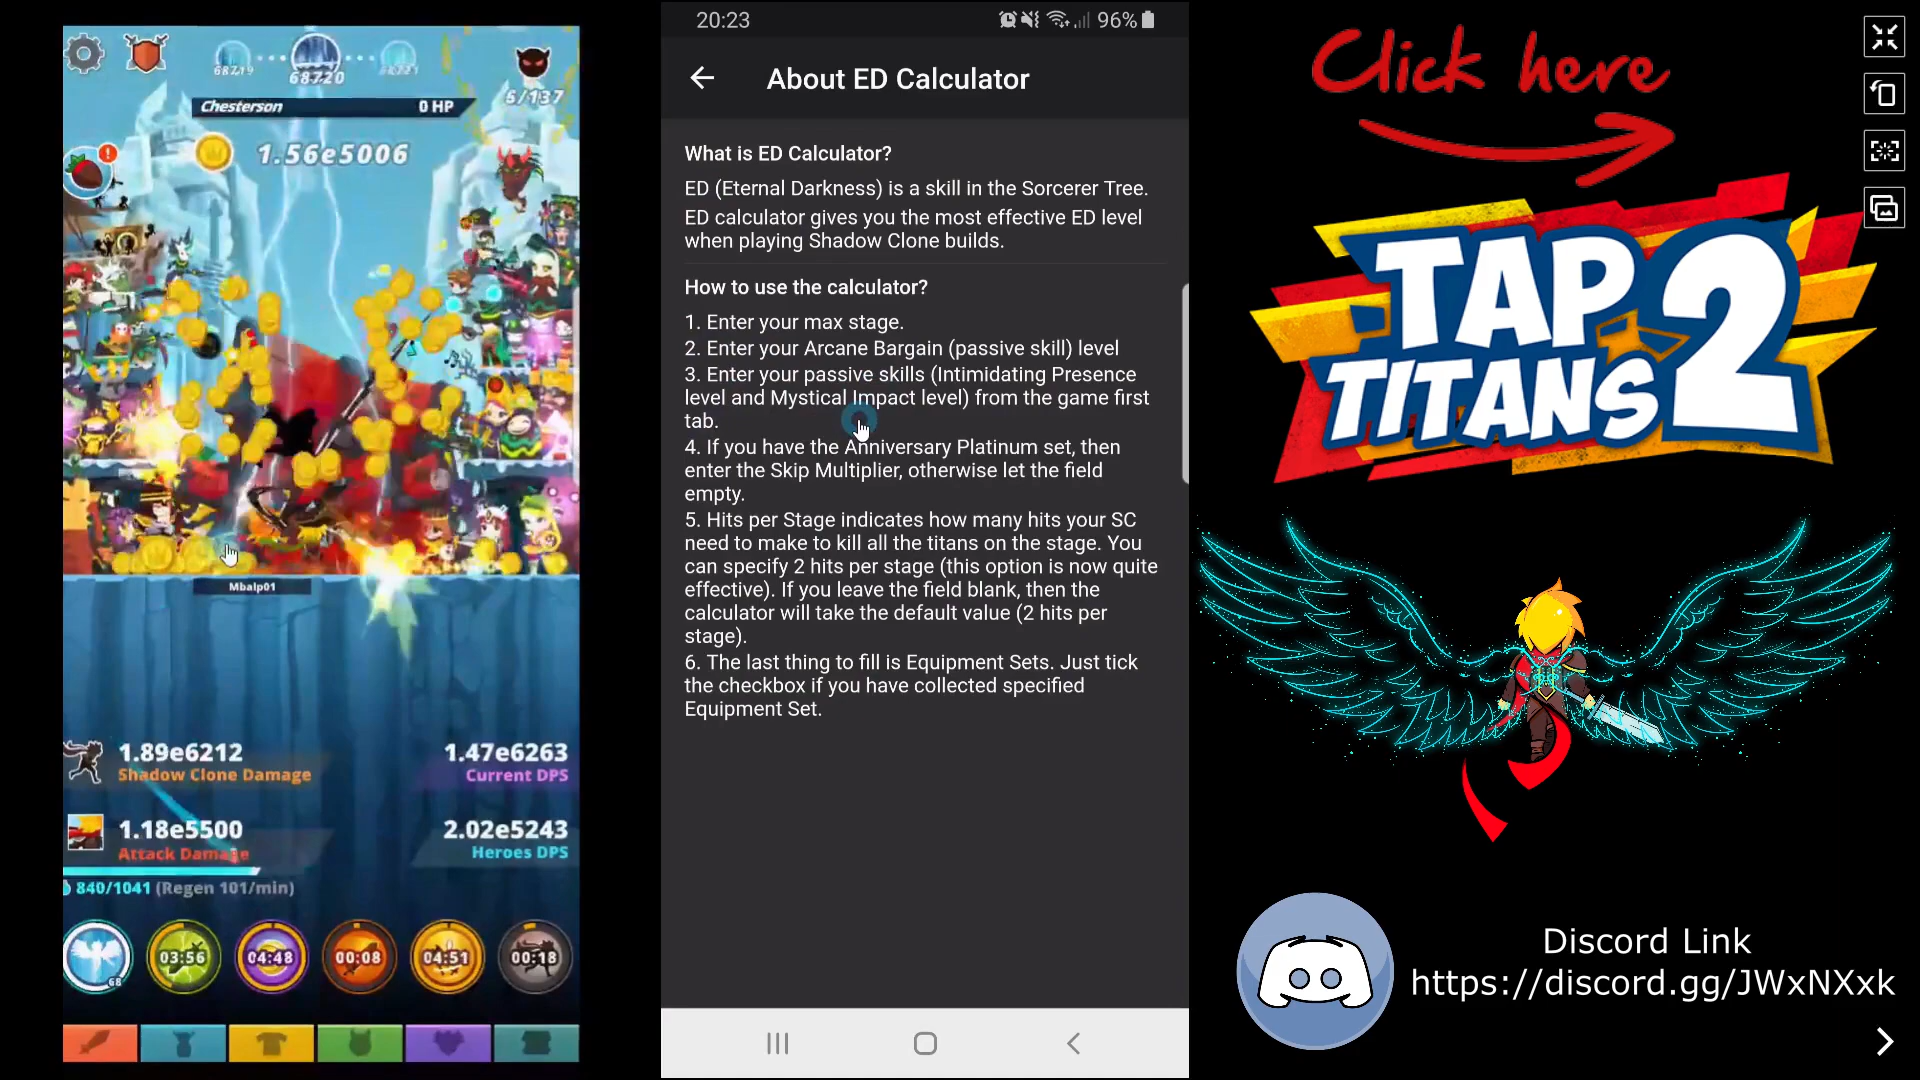 68719
68720
5/137
Chesterson
0 HP
1.56e5006
Mbalp01
1.89e6212
Shadow Clone Damage
1.47e6263
Current DPS
1.18e5500
Attack Damage
2.02e5243
Heroes DPS
840/1041 (Regen 101/min)
68
03:56
04:48
00:08
04:51
00:18
20:23
96%
About ED Calculator
What is ED Calculator?
ED (Eternal Darkness) is a skill in the Sorcerer Tree.
ED calculator gives you the most effective ED level
when playing Shadow Clone builds.
How to use the calculator?
1. Enter your max stage.
2. Enter your Arcane Bargain (passive skill) level
3. Enter your passive skills (Intimidating Presence
level and Mystical Impact level) from the game first
tab.
4. If you have the Anniversary Platinum set, then
enter the Skip Multiplier, otherwise let the field
empty.
5. Hits per Stage indicates how many hits your SC
need to make to kill all the titans on the stage. You
can specify 2 hits per stage (this option is now quite
effective). If you leave the field blank, then the
calculator will take the default value (2 hits per
stage).
6. The last thing to fill is Equipment Sets. Just tick
the checkbox if you have collected specified
Equipment Set.
Click here
TAP
TITANS 2
Discord Link
https://discord.gg/JWxNXxk